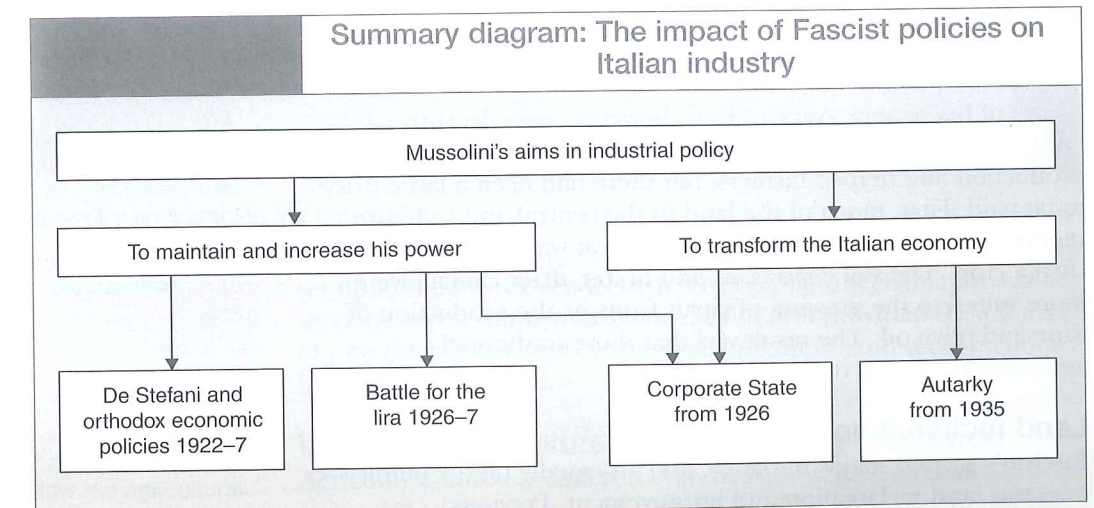 Summary diagram: The impact of Fascist policies on
Italian industry
Mussolini's aims in industrial policy
To maintain and increase his power
To transform the Italian economy
De Stefani and
orthodox economic
policies 1922–7
Battle for the
lira 1926–7
Corporate State
from 1926
Autarky
from 1935